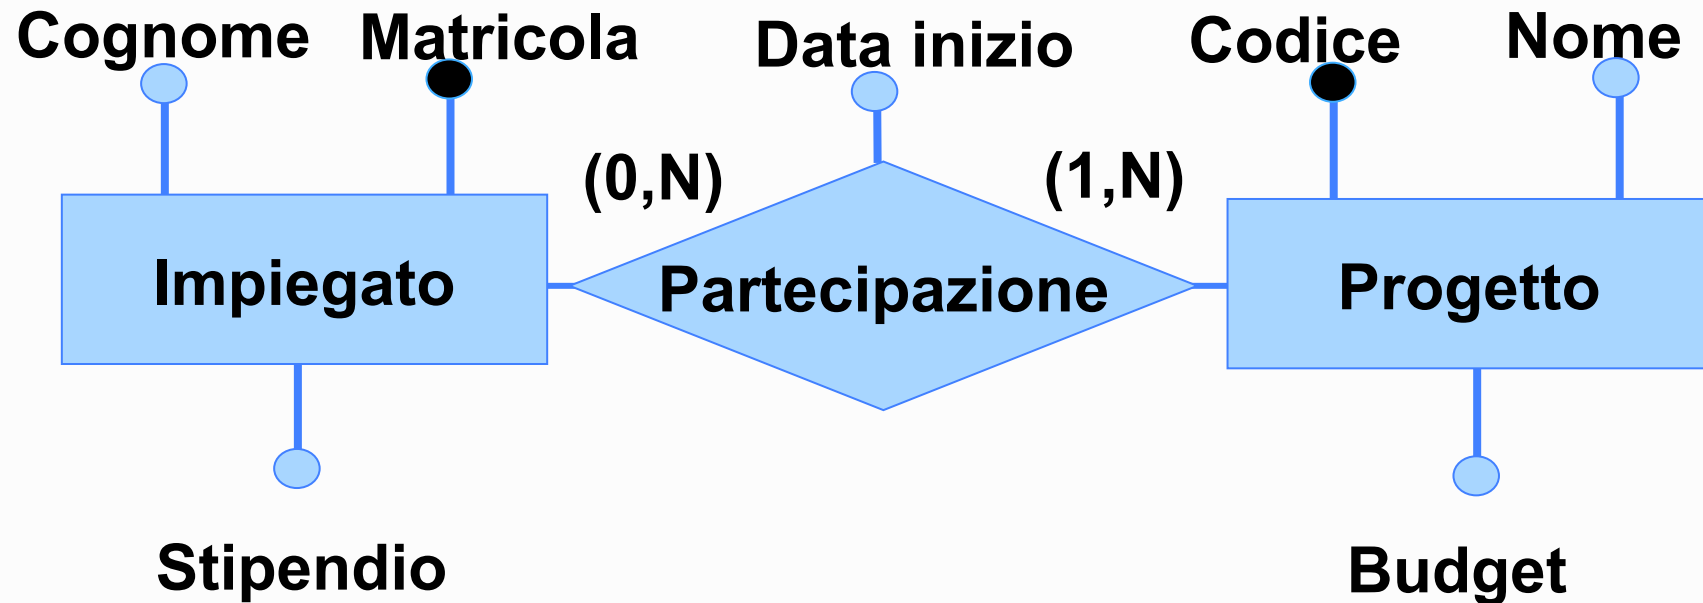 Cognome
Matricola
Data inizio
Codice
Nome
(0,N)
(1,N)
Impiegato
Partecipazione
Progetto
Stipendio
Budget